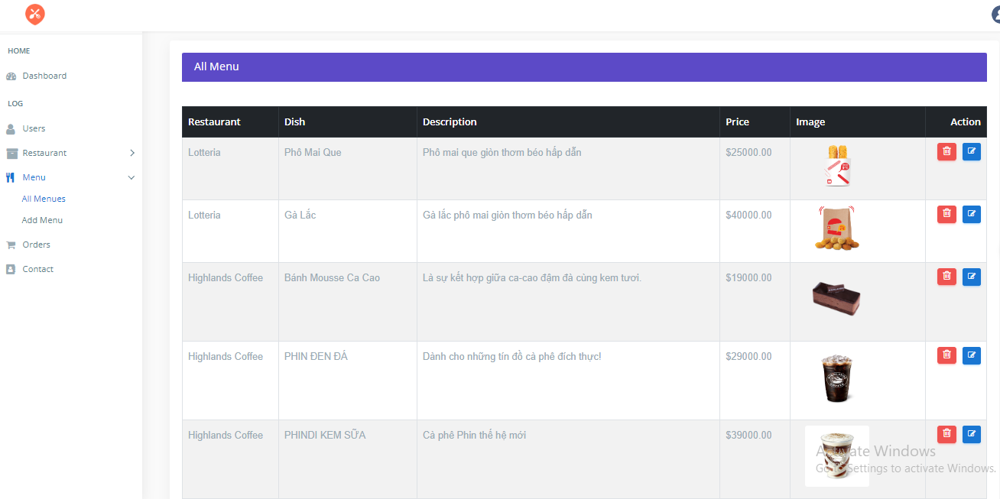 HOME
Dashboard
LOG
Users
Restaurant
Menu
All Menues
Add Menu
Orders
Contact
All Menu
Restaurant Dish Description Price Image Action
Lotteria Phô Mai Que Phô mai que giòn thơm béo hấp dẫn $25000.00
Lotteria Gà Lắc Gà lắc phô mai giòn thơm béo hấp dẫn $40000.00
Highlands Coffee Bánh Mousse Ca Cao Là sự kết hợp giữa ca-cao đậm đà cùng kem tươi. $19000.00
Highlands Coffee PHIN ĐEN ĐÁ Dành cho những tín đồ cà phê đích thực! $29000.00
Highlands Coffee PHINDI KEM SỮA Cà phê Phin thế hệ mới $39000.00
Activate Windows
Go to Settings to activate Windows.